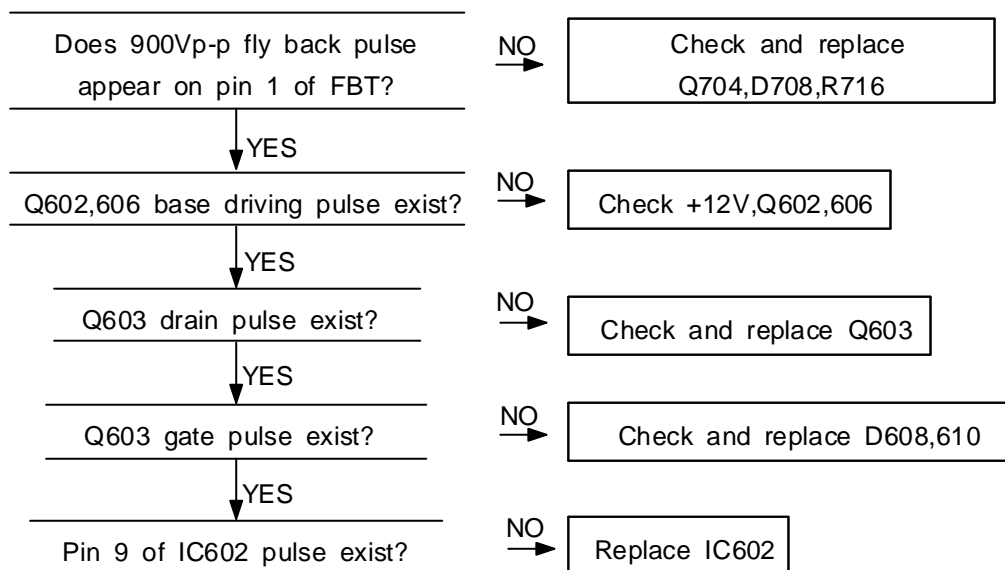 Does 900Vp-p fly back pulse
appear on pin 1 of FBT?
NO
Check and replace
Q704,D708,R716
YES
Q602,606 base driving pulse exist?
NO
Check +12V,Q602,606
YES
Q603 drain pulse exist?
NO
Check and replace Q603
YES
Q603 gate pulse exist?
NO
Check and replace D608,610
YES
Pin 9 of IC602 pulse exist?
NO
Replace IC602